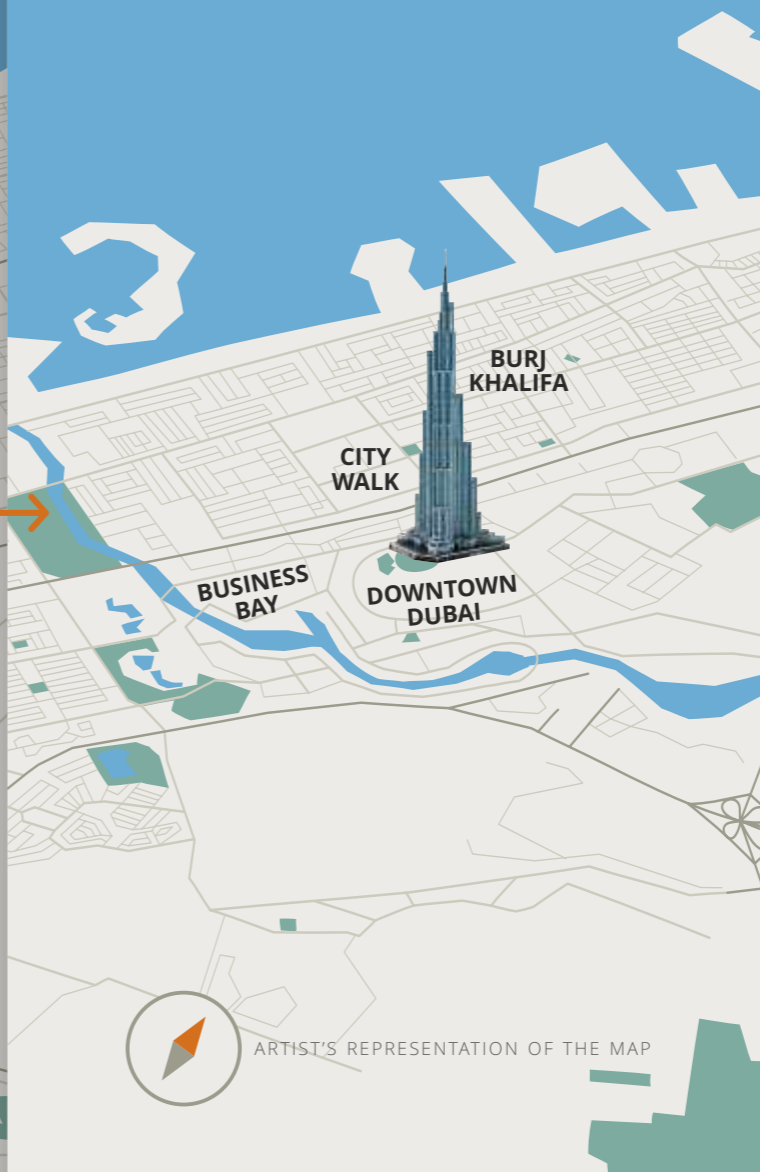 BURJ
KHALIFA
CITY
WALK
BUSINESS
BAY
DOWNTOWN
DUBAI
ARTIST'S REPRESENTATION OF THE MAP